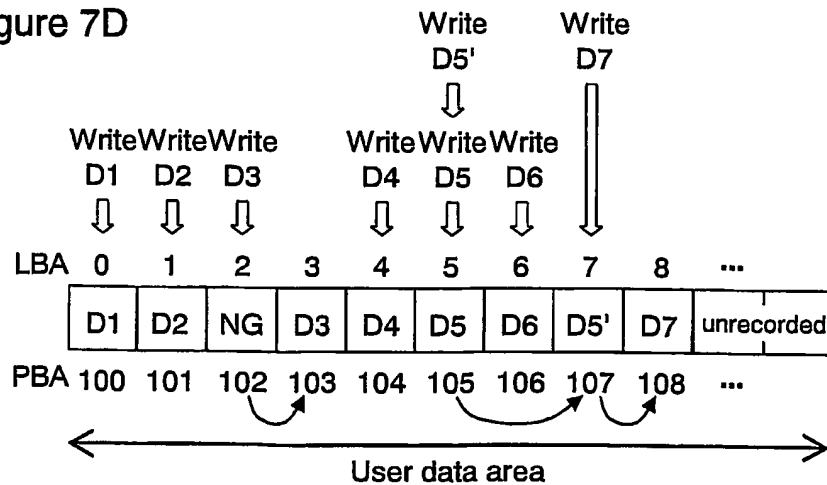 gure 7D
Write Write
D5' D7
Write Write Write Write Write Write
D1 D2 D3 D4 D5 D6
LBA 0 1 2 3 4 5 6 7 8 ...
D1 D2 NG D3 D4 D5 D6 D5' D7 unrecorded
PBA 100 101 102 103 104 105 106 107 108 ...
User data area